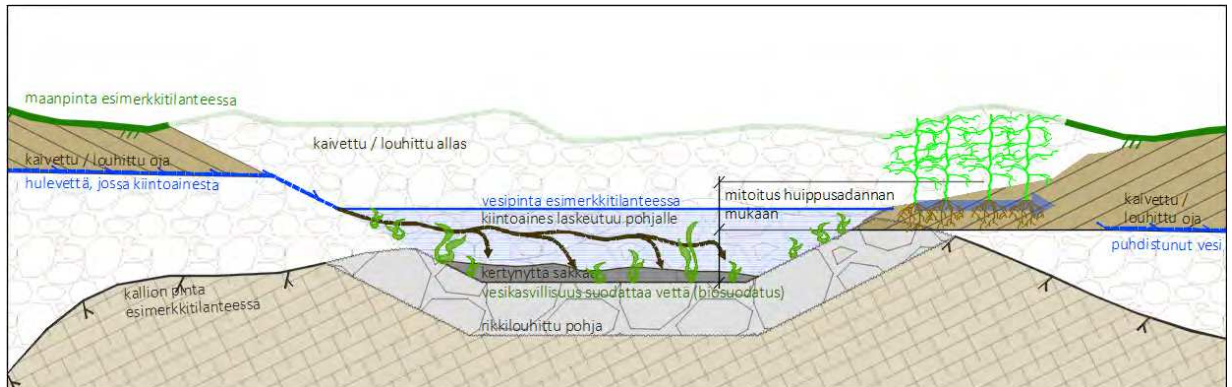 maanpinta esimerkkitilanteessa
kaivettu / louhittu allas
kaivettu / louhittu oja
hulevettä, jossa kiintoainesta
vesipinta esimerkkitilanteessa
kiintoaines laskeutuu pohjalle
mitoitus huippusadannan
mukaan
kaivettu /
louhittu oja
puhdistunut vesi
kertynyttä sakkaa
kallion pinta
esimerkkitilanteessa
vesikasvillisuus suodattaa vettä (biosuodatus)
rikkilouhittu pohja